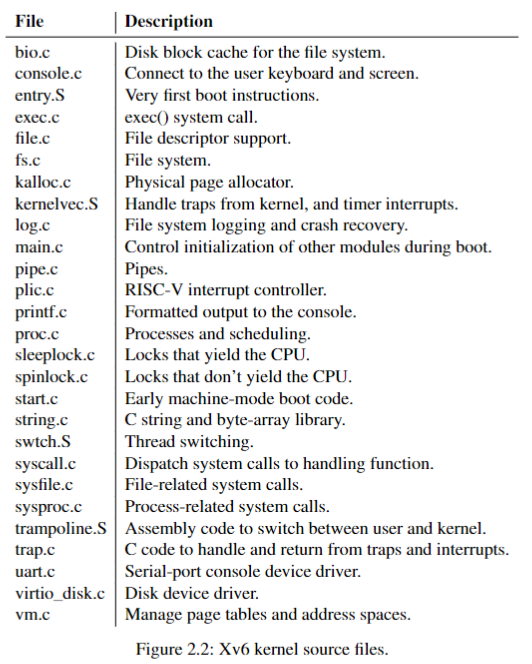 File Description
bio.c Disk block cache for the file system.
console.c Connect to the user keyboard and screen.
entry.S Very first boot instructions.
exec.c exec() system call.
file.c File descriptor support.
fs.c File system.
kalloc.c Physical page allocator.
kernelvec.S Handle traps from kernel, and timer interrupts.
log.c File system logging and crash recovery.
main.c Control initialization of other modules during boot.
pipe.c Pipes.
plic.c RISC-V interrupt controller.
printf.c Formatted output to the console.
proc.c Processes and scheduling.
sleeplock.c Locks that yield the CPU.
spinlock.c Locks that don’t yield the CPU.
start.c Early machine-mode boot code.
string.c C string and byte-array library.
swtch.S Thread switching.
syscall.c Dispatch system calls to handling function.
sysfile.c File-related system calls.
sysproc.c Process-related system calls.
trampoline.S Assembly code to switch between user and kernel.
trap.c C code to handle and return from traps and interrupts.
uart.c Serial-port console device driver.
virtio_disk.c Disk device driver.
vm.c Manage page tables and address spaces.
Figure 2.2: Xv6 kernel source files.